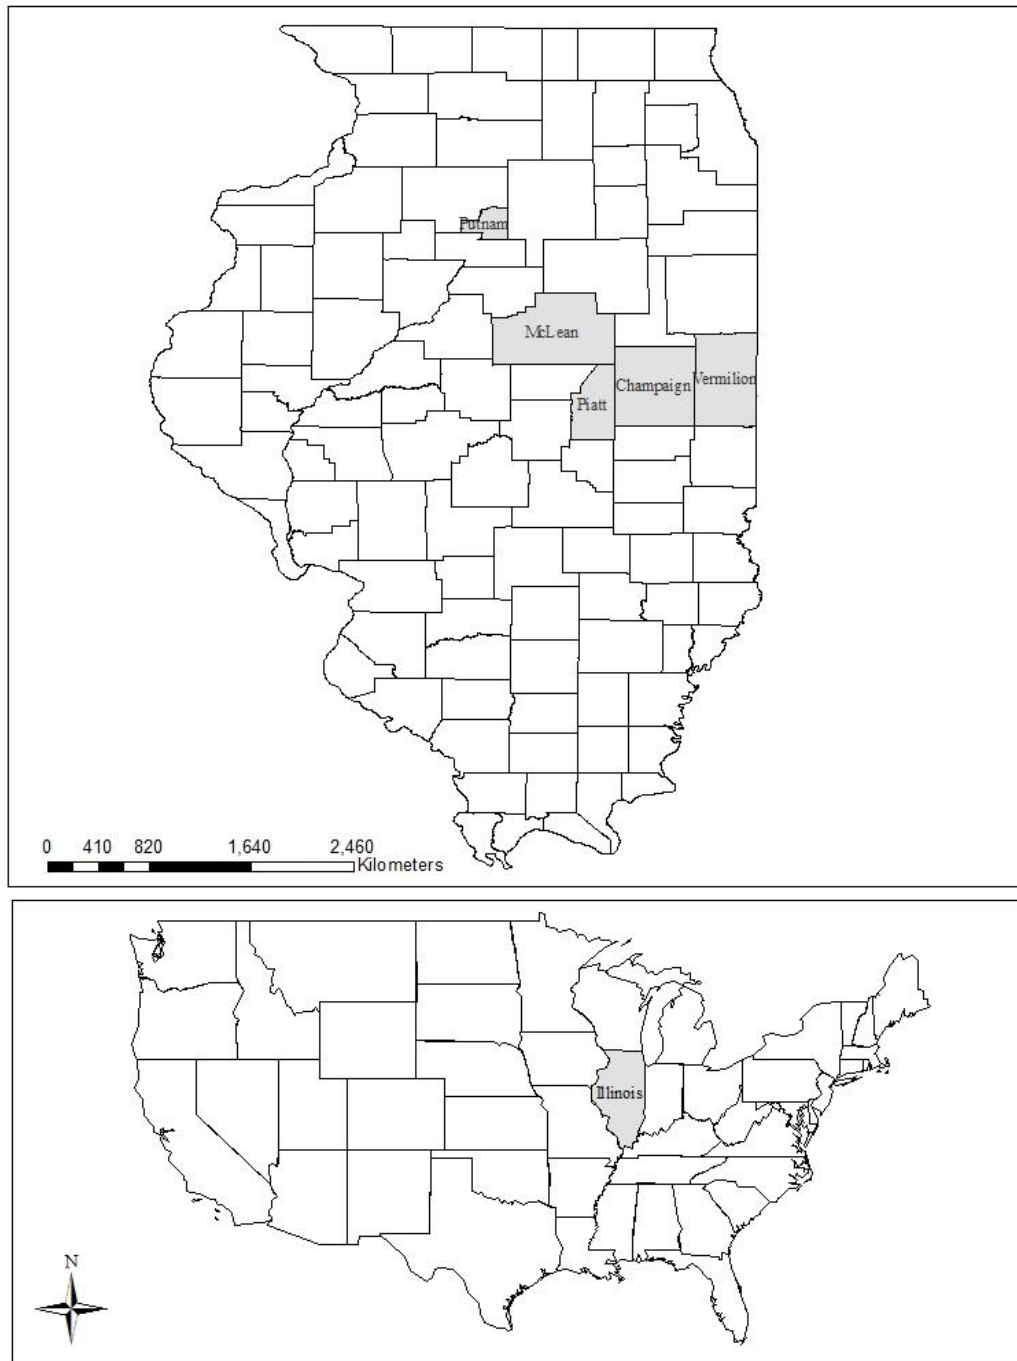 Putnam
McLean
Champaign
Vermilion
Piatt
0 410 820 1,640 2,460
Kilometers
Illinois
N